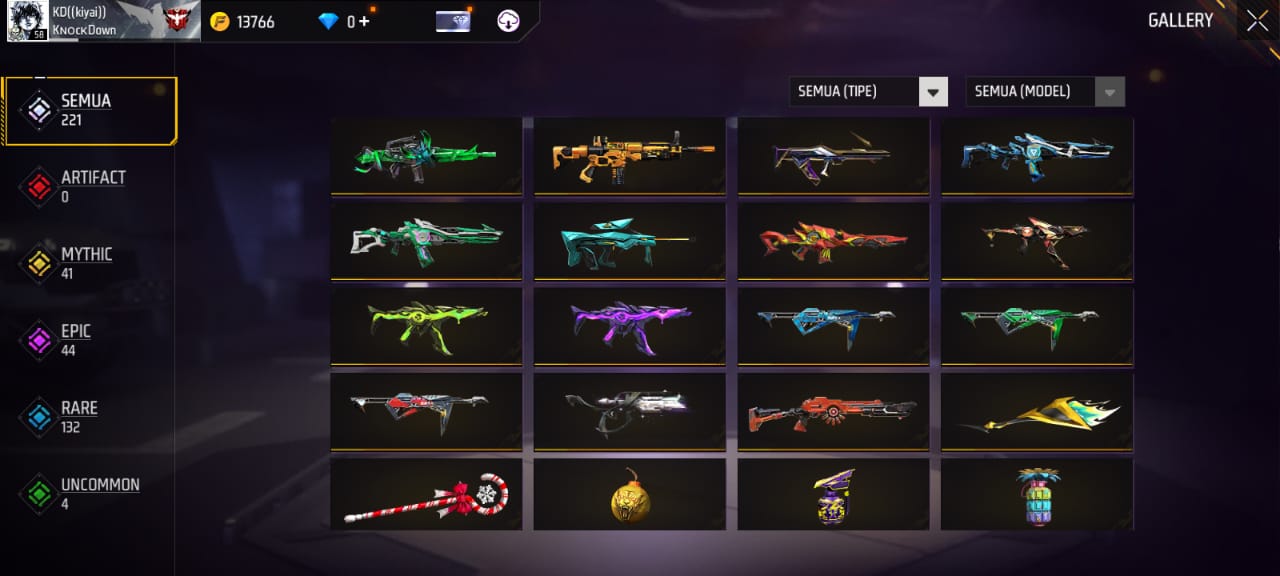 KD((kiyai))
KnockDown
58
13766
0+
GALLERY
SEMUA
221
ARTIFACT
0
MYTHIC
41
EPIC
44
RARE
132
UNCOMMON
4
SEMUA (TIPE)
SEMUA (MODEL)